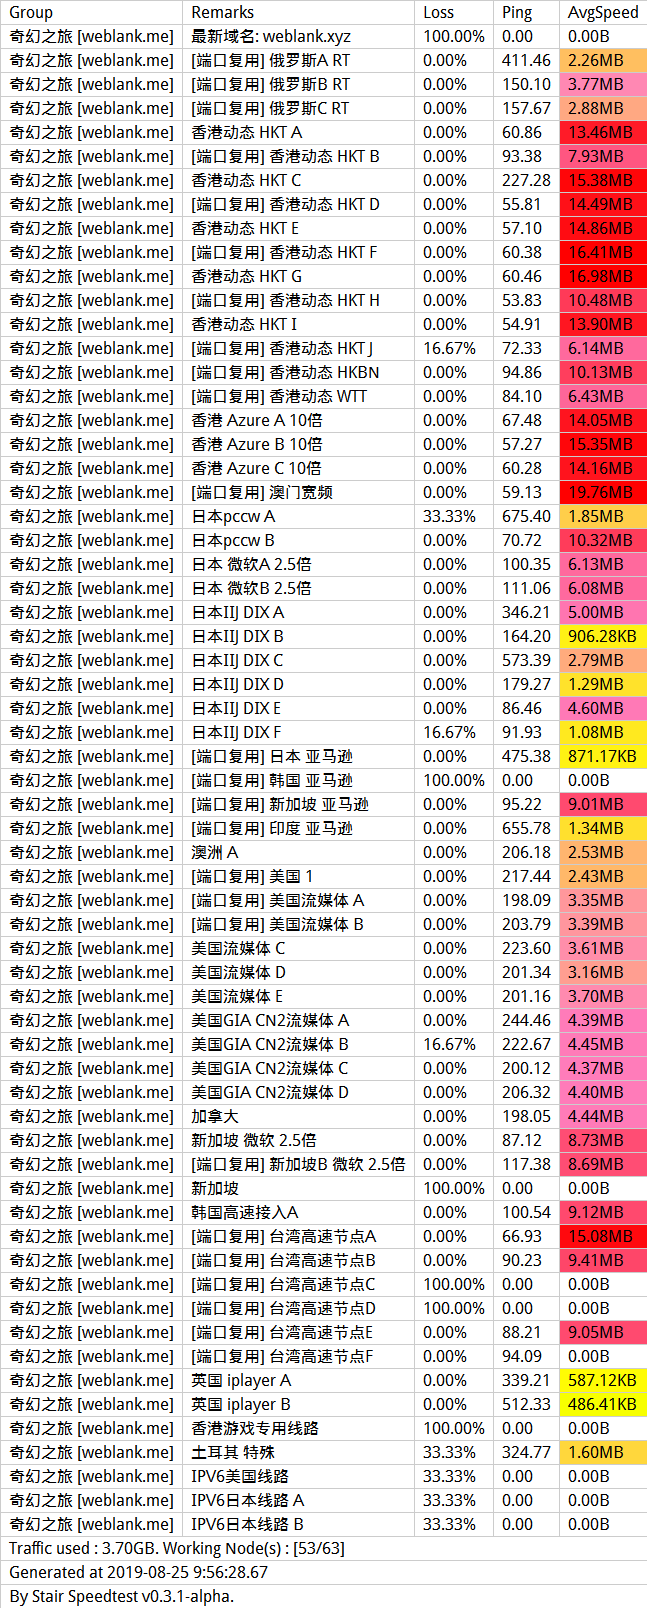 Group Remarks Loss Ping AvgSpeed
奇幻之旅 [weblank.me] 最新域名: weblank.xyz 100.00% 0.00 0.00B
奇幻之旅 [weblank.me] [端口复用] 俄罗斯A RT 0.00% 411.46 2.26MB
奇幻之旅 [weblank.me] [端口复用] 俄罗斯B RT 0.00% 150.10 3.77MB
奇幻之旅 [weblank.me] [端口复用] 俄罗斯C RT 0.00% 157.67 2.88MB
奇幻之旅 [weblank.me] 香港动态 HKT A 0.00% 60.86 13.46MB
奇幻之旅 [weblank.me] [端口复用] 香港动态 HKT B 0.00% 93.38 7.93MB
奇幻之旅 [weblank.me] 香港动态 HKT C 0.00% 227.28 15.38MB
奇幻之旅 [weblank.me] [端口复用] 香港动态 HKT D 0.00% 55.81 14.49MB
奇幻之旅 [weblank.me] 香港动态 HKT E 0.00% 57.10 14.86MB
奇幻之旅 [weblank.me] [端口复用] 香港动态 HKT F 0.00% 60.38 16.41MB
奇幻之旅 [weblank.me] 香港动态 HKT G 0.00% 60.46 16.98MB
奇幻之旅 [weblank.me] [端口复用] 香港动态 HKT H 0.00% 53.83 10.48MB
奇幻之旅 [weblank.me] 香港动态 HKT I 0.00% 54.91 13.90MB
奇幻之旅 [weblank.me] [端口复用] 香港动态 HKT J 16.67% 72.33 6.14MB
奇幻之旅 [weblank.me] [端口复用] 香港动态 HKBN 0.00% 94.86 10.13MB
奇幻之旅 [weblank.me] [端口复用] 香港动态 WTT 0.00% 84.10 6.43MB
奇幻之旅 [weblank.me] 香港 Azure A 10倍 0.00% 67.48 14.05MB
奇幻之旅 [weblank.me] 香港 Azure B 10倍 0.00% 57.27 15.35MB
奇幻之旅 [weblank.me] 香港 Azure C 10倍 0.00% 60.28 14.16MB
奇幻之旅 [weblank.me] [端口复用] 澳门宽频 0.00% 59.13 19.76MB
奇幻之旅 [weblank.me] 日本pccw A 33.33% 675.40 1.85MB
奇幻之旅 [weblank.me] 日本pccw B 0.00% 70.72 10.32MB
奇幻之旅 [weblank.me] 日本 微软A 2.5倍 0.00% 100.35 6.13MB
奇幻之旅 [weblank.me] 日本 微软B 2.5倍 0.00% 111.06 6.08MB
奇幻之旅 [weblank.me] 日本IIJ DIX A 0.00% 346.21 5.00MB
奇幻之旅 [weblank.me] 日本IIJ DIX B 0.00% 164.20 906.28KB
奇幻之旅 [weblank.me] 日本IIJ DIX C 0.00% 573.39 2.79MB
奇幻之旅 [weblank.me] 日本IIJ DIX D 0.00% 179.27 1.29MB
奇幻之旅 [weblank.me] 日本IIJ DIX E 0.00% 86.46 4.60MB
奇幻之旅 [weblank.me] 日本IIJ DIX F 16.67% 91.93 1.08MB
奇幻之旅 [weblank.me] [端口复用] 日本 亚马逊 0.00% 475.38 871.17KB
奇幻之旅 [weblank.me] [端口复用] 韩国 亚马逊 100.00% 0.00 0.00B
奇幻之旅 [weblank.me] [端口复用] 新加坡 亚马逊 0.00% 95.22 9.01MB
奇幻之旅 [weblank.me] [端口复用] 印度 亚马逊 0.00% 655.78 1.34MB
奇幻之旅 [weblank.me] 澳洲 A 0.00% 206.18 2.53MB
奇幻之旅 [weblank.me] [端口复用] 美国 1 0.00% 217.44 2.43MB
奇幻之旅 [weblank.me] [端口复用] 美国流媒体 A 0.00% 198.09 3.35MB
奇幻之旅 [weblank.me] [端口复用] 美国流媒体 B 0.00% 203.79 3.39MB
奇幻之旅 [weblank.me] 美国流媒体 C 0.00% 223.60 3.61MB
奇幻之旅 [weblank.me] 美国流媒体 D 0.00% 201.34 3.16MB
奇幻之旅 [weblank.me] 美国流媒体 E 0.00% 201.16 3.70MB
奇幻之旅 [weblank.me] 美国GIA CN2流媒体 A 0.00% 244.46 4.39MB
奇幻之旅 [weblank.me] 美国GIA CN2流媒体 B 16.67% 222.67 4.45MB
奇幻之旅 [weblank.me] 美国GIA CN2流媒体 C 0.00% 200.12 4.37MB
奇幻之旅 [weblank.me] 美国GIA CN2流媒体 D 0.00% 206.32 4.40MB
奇幻之旅 [weblank.me] 加拿大 0.00% 198.05 4.44MB
奇幻之旅 [weblank.me] 新加坡 微软 2.5倍 0.00% 87.12 8.73MB
奇幻之旅 [weblank.me] [端口复用] 新加坡B 微软 2.5倍 0.00% 117.38 8.69MB
奇幻之旅 [weblank.me] 新加坡 100.00% 0.00 0.00B
奇幻之旅 [weblank.me] 韩国高速接入A 0.00% 100.54 9.12MB
奇幻之旅 [weblank.me] [端口复用] 台湾高速节点A 0.00% 66.93 15.08MB
奇幻之旅 [weblank.me] [端口复用] 台湾高速节点B 0.00% 90.23 9.41MB
奇幻之旅 [weblank.me] [端口复用] 台湾高速节点C 100.00% 0.00 0.00B
奇幻之旅 [weblank.me] [端口复用] 台湾高速节点D 100.00% 0.00 0.00B
奇幻之旅 [weblank.me] [端口复用] 台湾高速节点E 0.00% 88.21 9.05MB
奇幻之旅 [weblank.me] [端口复用] 台湾高速节点F 0.00% 94.09 0.00B
奇幻之旅 [weblank.me] 英国 iplayer A 0.00% 339.21 587.12KB
奇幻之旅 [weblank.me] 英国 iplayer B 0.00% 512.33 486.41KB
奇幻之旅 [weblank.me] 香港游戏专用线路 100.00% 0.00 0.00B
奇幻之旅 [weblank.me] 土耳其 特殊 33.33% 324.77 1.60MB
奇幻之旅 [weblank.me] IPV6美国线路 33.33% 0.00 0.00B
奇幻之旅 [weblank.me] IPV6日本线路 A 33.33% 0.00 0.00B
奇幻之旅 [weblank.me] IPV6日本线路 B 33.33% 0.00 0.00B
Traffic used : 3.70GB. Working Node(s) : [53/63]
Generated at 2019-08-25 9:56:28.67
By Stair Speedtest v0.3.1-alpha.